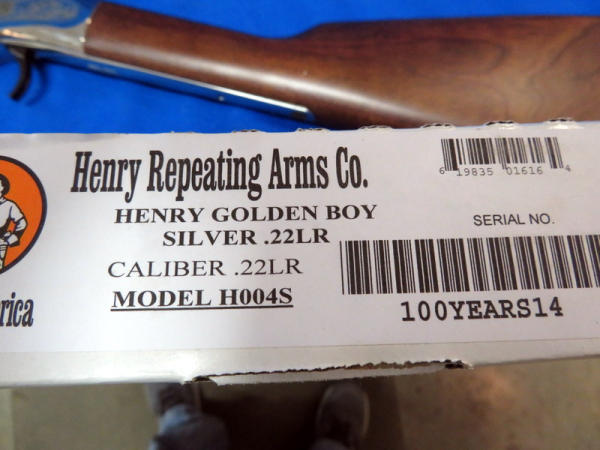 Henry Repeating Arms Co.
HENRY GOLDEN BOY
SILVER .22LR
CALIBER .22LR
MODEL H004S
6 19835 01616 4
SERIAL NO.
100YEARS14